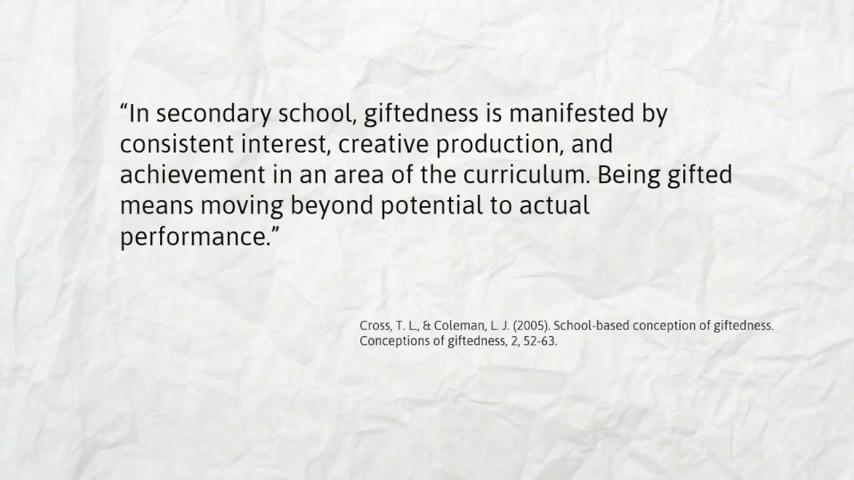 “In secondary school, giftedness is manifested by
consistent interest, creative production, and
achievement in an area of the curriculum. Being gifted
means moving beyond potential to actual
performance.”
Cross, T. L., & Coleman, L. J. (2005). School-based conception of giftedness.
Conceptions of giftedness, 2, 52-63.